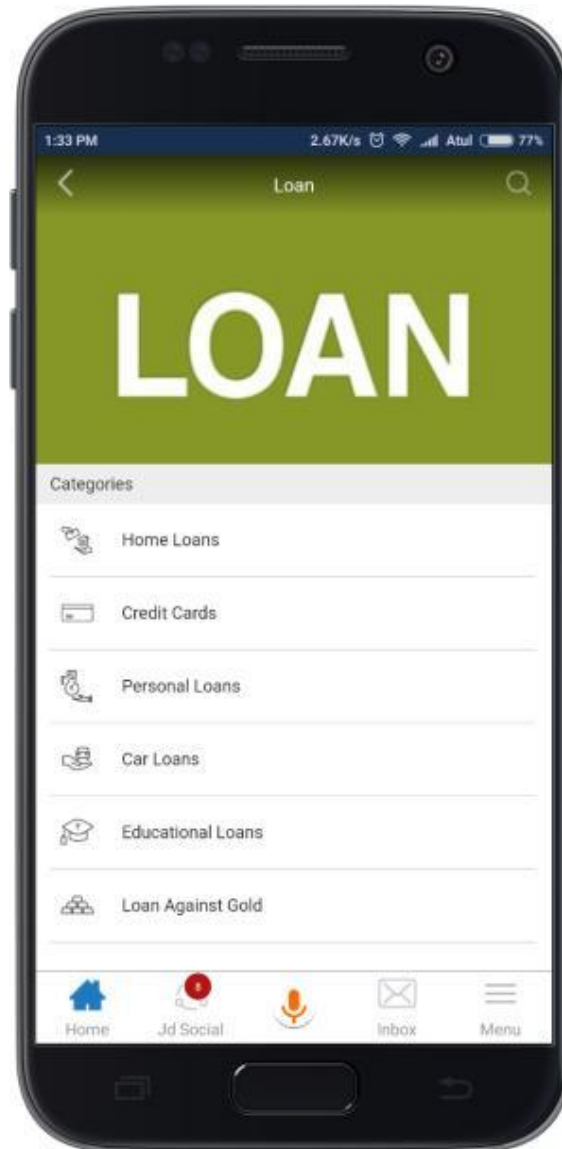 1:33 PM 2.67K/s Atul 77%
Loan
LOAN
Categories
Home Loans
Credit Cards
Personal Loans
Car Loans
Educational Loans
Loan Against Gold
Home Jd Social Inbox Menu